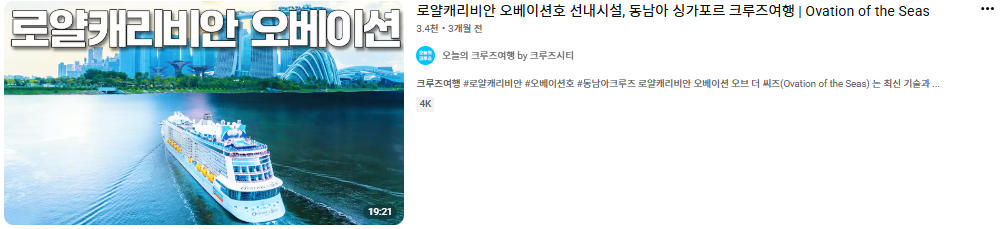 로얄캐리비안 오베이션
19:21
로얄캐리비안 오베이션호 선내시설, 동남아 싱가포르 크루즈여행 | Ovation of the Seas
3.4천 • 3개월 전
오늘의 크루즈여행 by 크루즈시티
크루즈여행 #로얄캐리비안 #오베이션호 #동남아크루즈 로얄캐리비안 오베이션 오브 더 씨즈(Ovation of the Seas) 는 최신 기술과 ...
4K